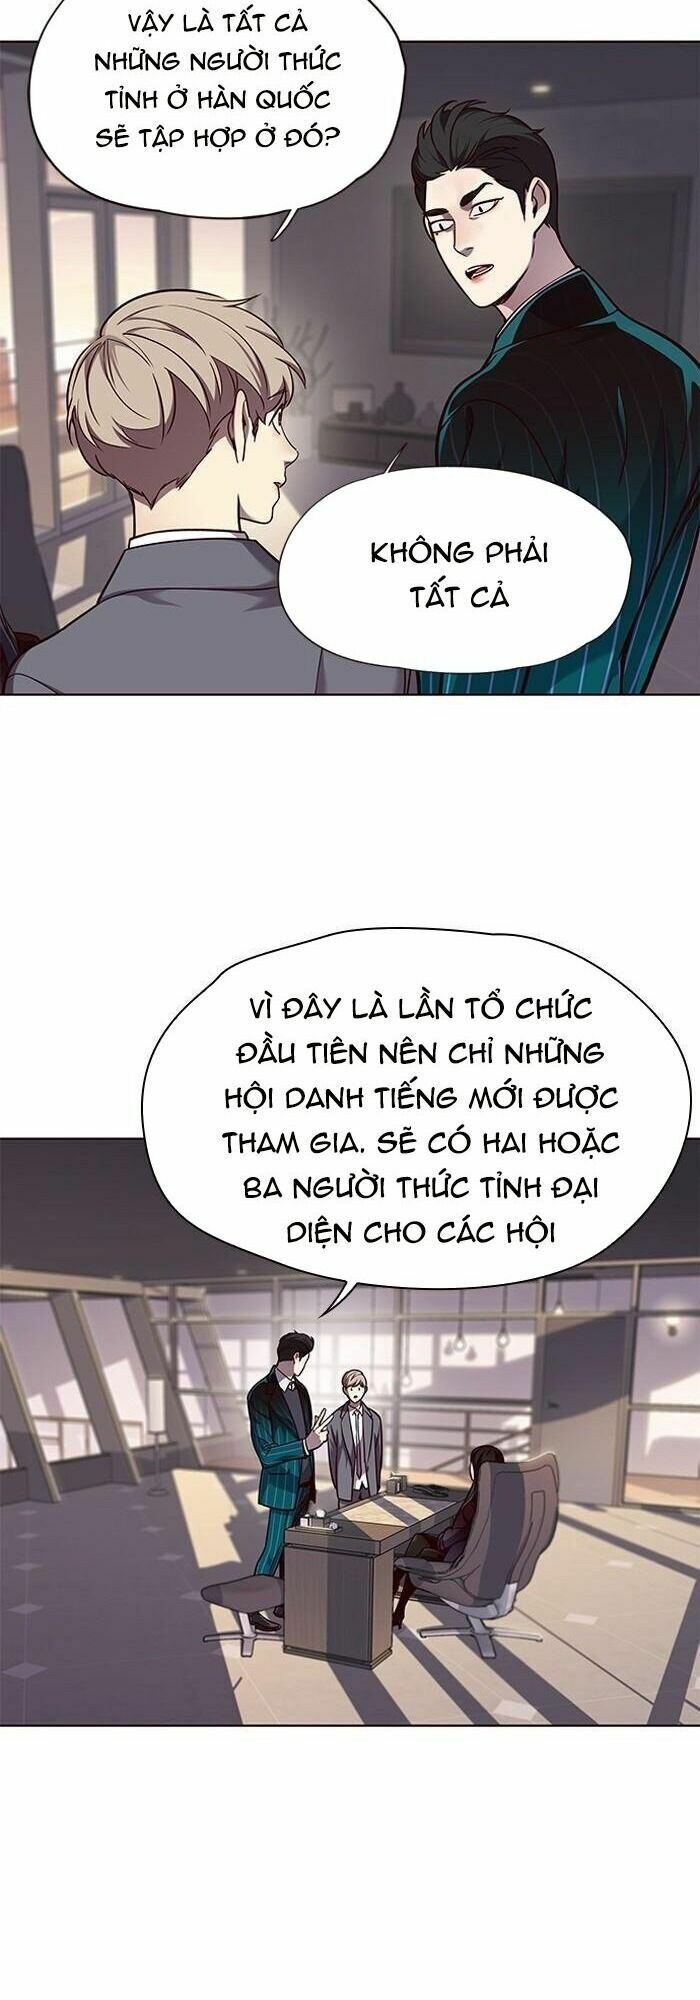 VẬY LÀ TẤT CẢ
NHỮNG NGƯỜI THỨC
TỈNH Ở HÀN QUỐC
SẼ TẬP HỢP Ở ĐÓ?
KHÔNG PHẢI
TẤT CẢ
VÌ ĐÂY LÀ LẦN TỔ CHỨC
ĐẦU TIÊN NÊN CHỈ NHỮNG
HỘI DANH TIẾNG MỚI ĐƯỢC
THAM GIA. SẼ CÓ HAI HOẶC
BA NGƯỜI THỨC TỈNH ĐẠI
DIỆN CHO CÁC HỘI